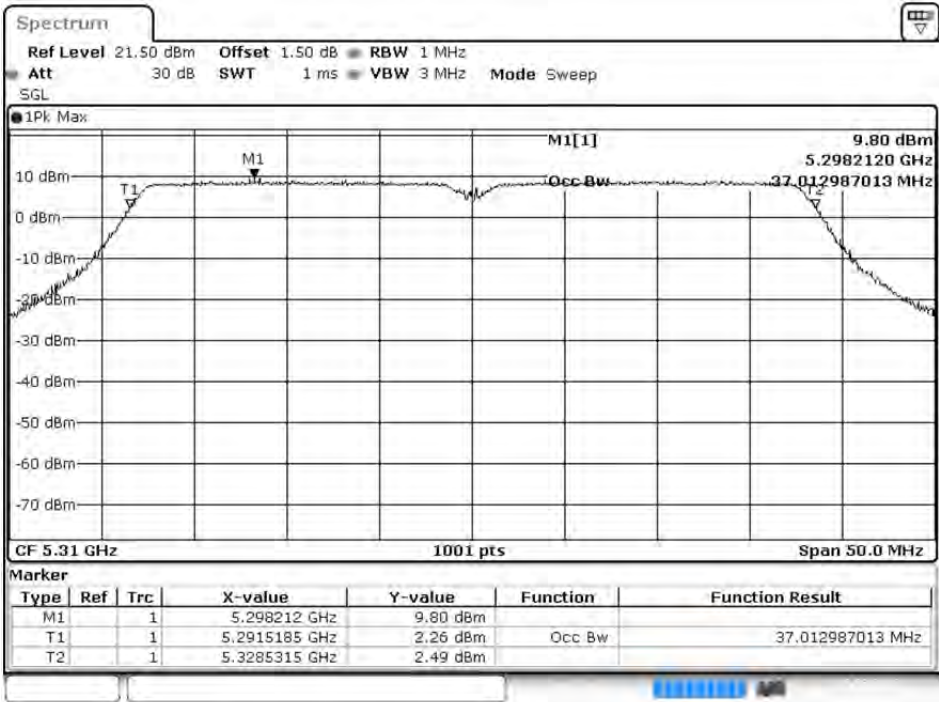 Spectrum
Ref Level 21.50 dBm Offset 1.50 dB RBW 1 MHz
Att 30 dB SWT 1 ms VBW 3 MHz Mode Sweep
SGL
1Pk Max
M1[1] 9.80 dBm
5.2982120 GHz
Occ Bw 37.012987013 MHz
M1
T1
T2
10 dBm
0 dBm
-10 dBm
-20 dBm
-30 dBm
-40 dBm
-50 dBm
-60 dBm
-70 dBm
CF 5.31 GHz 1001 pts Span 50.0 MHz
Marker
Type Ref Trc X-value Y-value Function Function Result
M1 1 5.298212 GHz 9.80 dBm
T1 1 5.2915185 GHz 2.26 dBm Occ Bw 37.012987013 MHz
T2 1 5.3285315 GHz 2.49 dBm